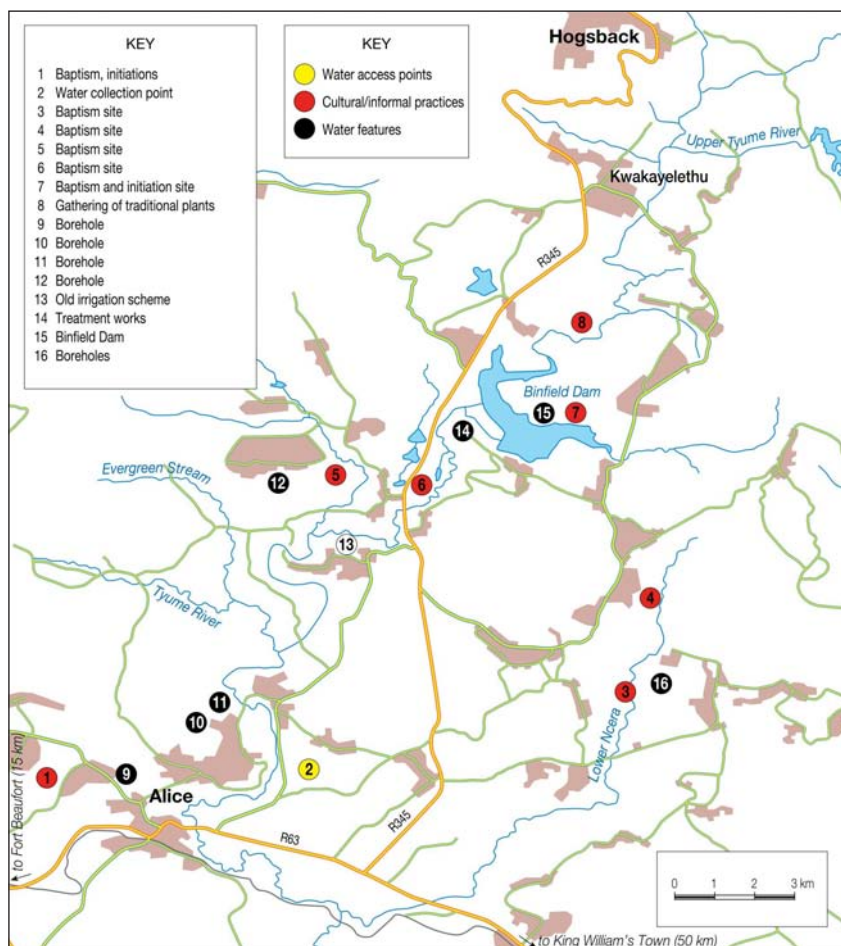 KEY
1 Baptism, initiations
2 Water collection point
3 Baptism site
4 Baptism site
5 Baptism site
6 Baptism site
7 Baptism and initiation site
8 Gathering of traditional plants
9 Borehole
10 Borehole
11 Borehole
12 Borehole
13 Old irrigation scheme
14 Treatment works
15 Binfield Dam
16 Boreholes
KEY
Water access points
Cultural/informal practices
Water features
Hogsback
Upper Tyume River
Kwakayelethu
R345
8
Binfield Dam
15
7
14
Evergreen Stream
12
5
6
13
4
Tyume River
11
10
16
3
Lower Ncera
2
9
1
Alice
to Fort Beaufort (15 km)
R63
R345
0 1 2 3 km
to King William's Town (50 km)